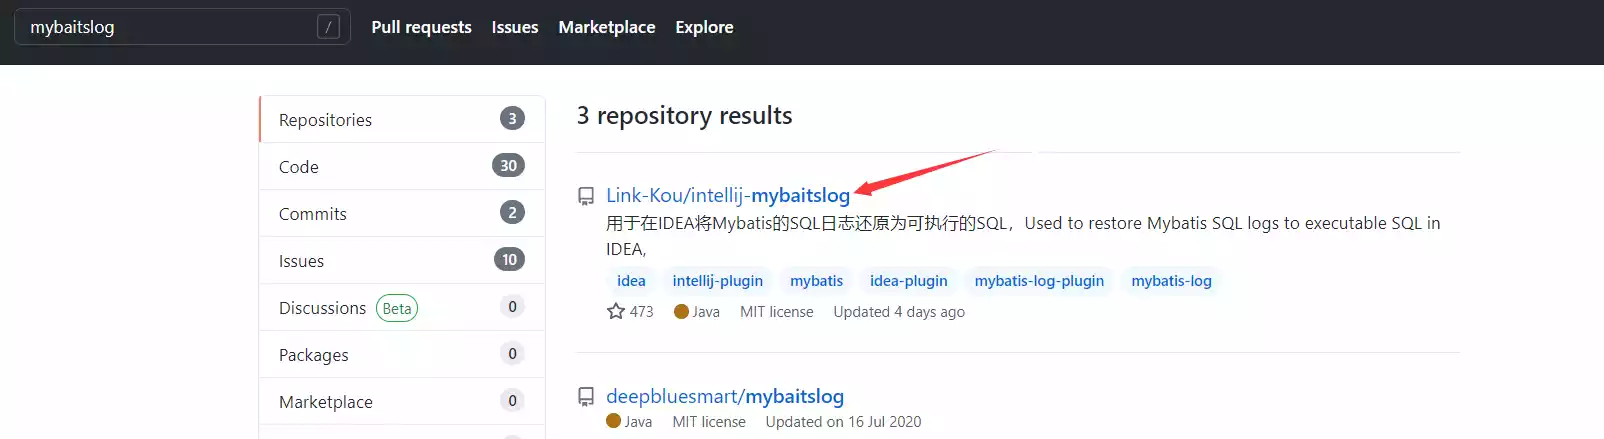 mybaitslog / Pull requests Issues Marketplace Explore
Repositories 3
Code 30
Commits 2
Issues 10
Discussions Beta 0
Packages 0
Marketplace 0
3 repository results
Link-Kou/intellij-mybaitslog
用于在IDEA将Mybatis的SQL日志还原为可执行的SQL，Used to restore Mybatis SQL logs to executable SQL in
IDEA,
idea intellij-plugin mybatis idea-plugin mybatis-log-plugin mybatis-log
473 Java MIT license Updated 4 days ago
deepbluesmart/mybaitslog
Java MIT license Updated on 16 Jul 2020